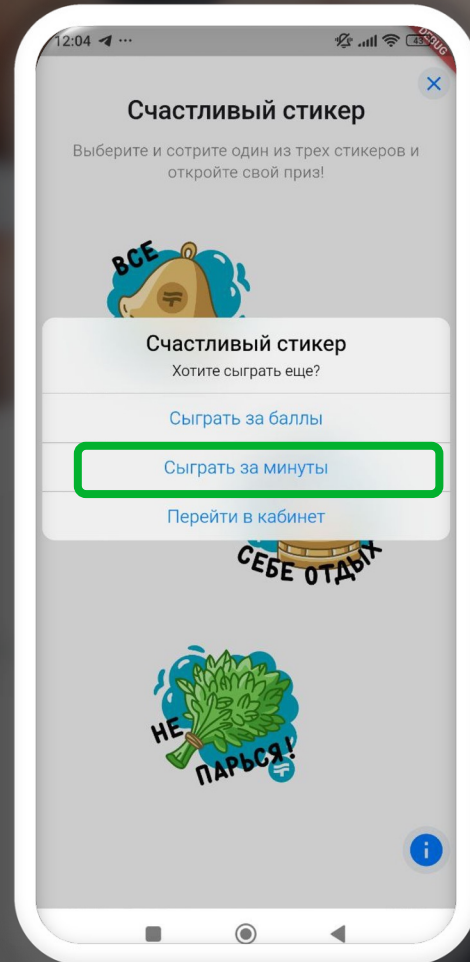 12:04
DEBUG
Счастливый стикер
Выберите и сотрите один из трех стикеров и
откройте свой приз!
ВСЕ
Счастливый стикер
Хотите сыграть еще?
Сыграть за баллы
Сыграть за минуты
Перейти в кабинет
СЕБЕ ОТДЫХ
НЕ
ПАРЬСЯ!